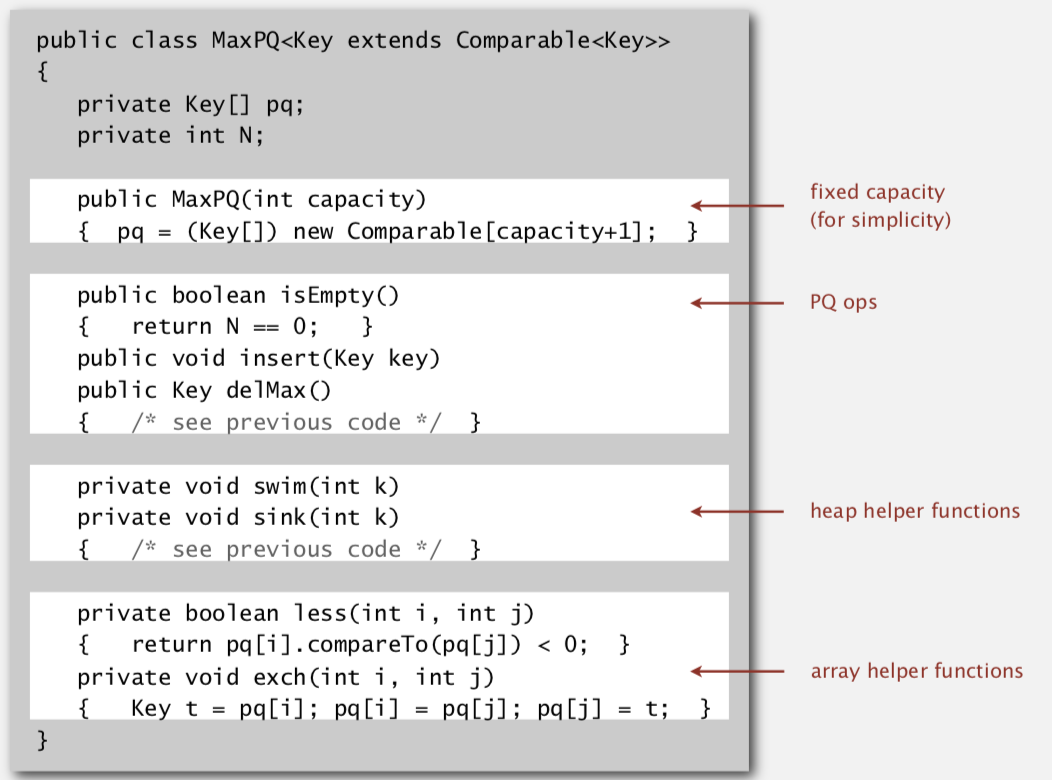 public class MaxPQ<Key extends Comparable<Key>>
{
private Key[] pq;
private int N;
public MaxPQ(int capacity)
{ pq = (Key[]) new Comparable[capacity+1]; }
fixed capacity
(for simplicity)
public boolean isEmpty()
{ return N == 0; }
public void insert(Key key)
public Key delMax()
{ /* see previous code */ }
PQ ops
private void swim(int k)
private void sink(int k)
{ /* see previous code */ }
heap helper functions
private boolean less(int i, int j)
{ return pq[i].compareTo(pq[j]) < 0; }
private void exch(int i, int j)
{ Key t = pq[i]; pq[i] = pq[j]; pq[j] = t; }
array helper functions
}